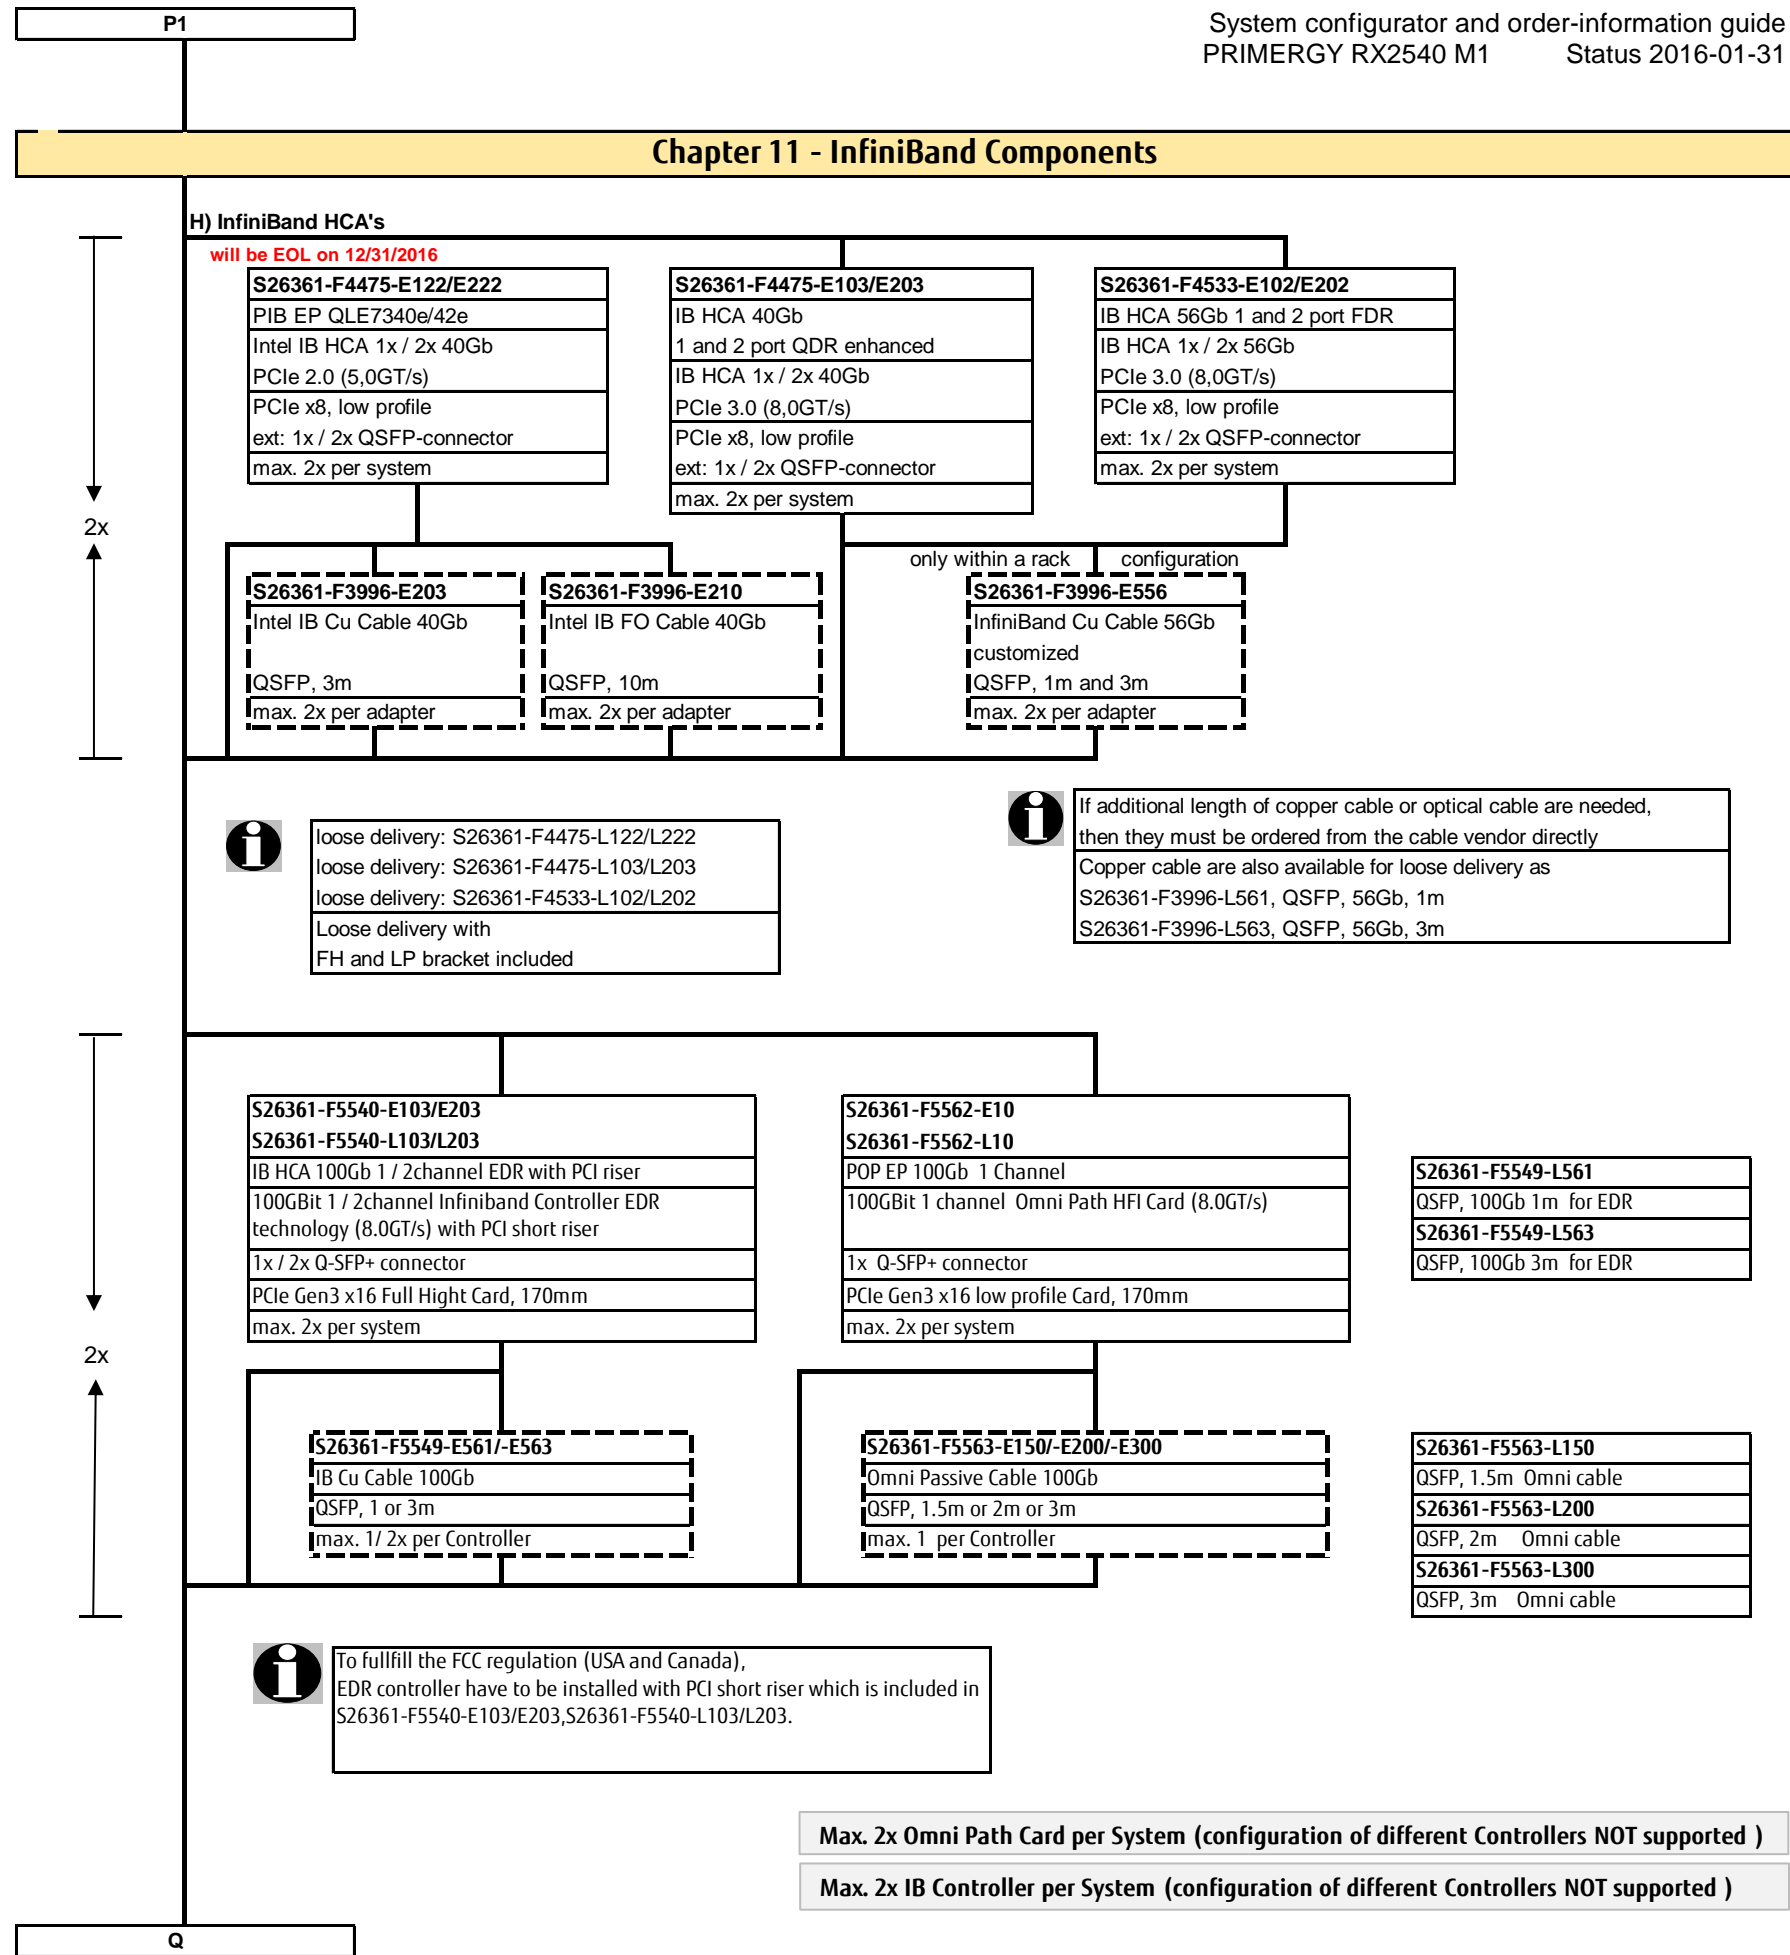 P1
System configurator and order-information guide
PRIMERGY RX2540 M1 Status 2016-01-31
Chapter 11 - InfiniBand Components
H) InfiniBand HCA's
will be EOL on 12/31/2016
S26361-F4475-E122/E222
PIB EP QLE7340e/42e
Intel IB HCA 1x / 2x 40Gb
PCIe 2.0 (5,0GT/s)
PCIe x8, low profile
ext: 1x / 2x QSFP-connector
max. 2x per system
S26361-F4475-E103/E203
IB HCA 40Gb
1 and 2 port QDR enhanced
IB HCA 1x / 2x 40Gb
PCIe 3.0 (8,0GT/s)
PCIe x8, low profile
ext: 1x / 2x QSFP-connector
max. 2x per system
S26361-F4533-E102/E202
IB HCA 56Gb 1 and 2 port FDR
IB HCA 1x / 2x 56Gb
PCIe 3.0 (8,0GT/s)
PCIe x8, low profile
ext: 1x / 2x QSFP-connector
max. 2x per system
2x
only within a rack configuration
S26361-F3996-E203
Intel IB Cu Cable 40Gb
QSFP, 3m
max. 2x per adapter
S26361-F3996-E210
Intel IB FO Cable 40Gb
QSFP, 10m
max. 2x per adapter
S26361-F3996-E556
InfiniBand Cu Cable 56Gb
customized
QSFP, 1m and 3m
max. 2x per adapter
loose delivery: S26361-F4475-L122/L222
loose delivery: S26361-F4475-L103/L203
loose delivery: S26361-F4533-L102/L202
Loose delivery with
FH and LP bracket included
If additional length of copper cable or optical cable are needed,
then they must be ordered from the cable vendor directly
Copper cable are also available for loose delivery as
S26361-F3996-L561, QSFP, 56Gb, 1m
S26361-F3996-L563, QSFP, 56Gb, 3m
S26361-F5540-E103/E203
S26361-F5540-L103/L203
IB HCA 100Gb 1 / 2channel EDR with PCI riser
100GBit 1 / 2channel Infiniband Controller EDR
technology (8.0GT/s) with PCI short riser
1x / 2x Q-SFP+ connector
PCIe Gen3 x16 Full Hight Card, 170mm
max. 2x per system
S26361-F5562-E10
S26361-F5562-L10
POP EP 100Gb 1 Channel
100GBit 1 channel Omni Path HFI Card (8.0GT/s)
1x Q-SFP+ connector
PCIe Gen3 x16 low profile Card, 170mm
max. 2x per system
S26361-F5549-L561
QSFP, 100Gb 1m for EDR
S26361-F5549-L563
QSFP, 100Gb 3m for EDR
2x
S26361-F5549-E561/-E563
IB Cu Cable 100Gb
QSFP, 1 or 3m
max. 1/ 2x per Controller
S26361-F5563-E150/-E200/-E300
Omni Passive Cable 100Gb
QSFP, 1.5m or 2m or 3m
max. 1 per Controller
S26361-F5563-L150
QSFP, 1.5m Omni cable
S26361-F5563-L200
QSFP, 2m Omni cable
S26361-F5563-L300
QSFP, 3m Omni cable
To fullfill the FCC regulation (USA and Canada),
EDR controller have to be installed with PCI short riser which is included in
S26361-F5540-E103/E203,S26361-F5540-L103/L203.
Max. 2x Omni Path Card per System (configuration of different Controllers NOT supported )
Max. 2x IB Controller per System (configuration of different Controllers NOT supported )
Q